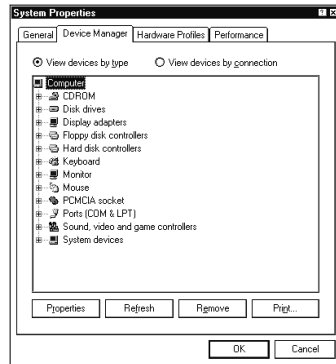 System Properties
General Device Manager Hardware Profiles Performance
View devices by type View devices by connection
Computer
CDROM
Disk drives
Display adapters
Floppy disk controllers
Hard disk controllers
Keyboard
Monitor
Mouse
PCMCIA socket
Ports (COM & LPT)
Sound, video and game controllers
System devices
Properties Refresh Remove Print...
OK Cancel